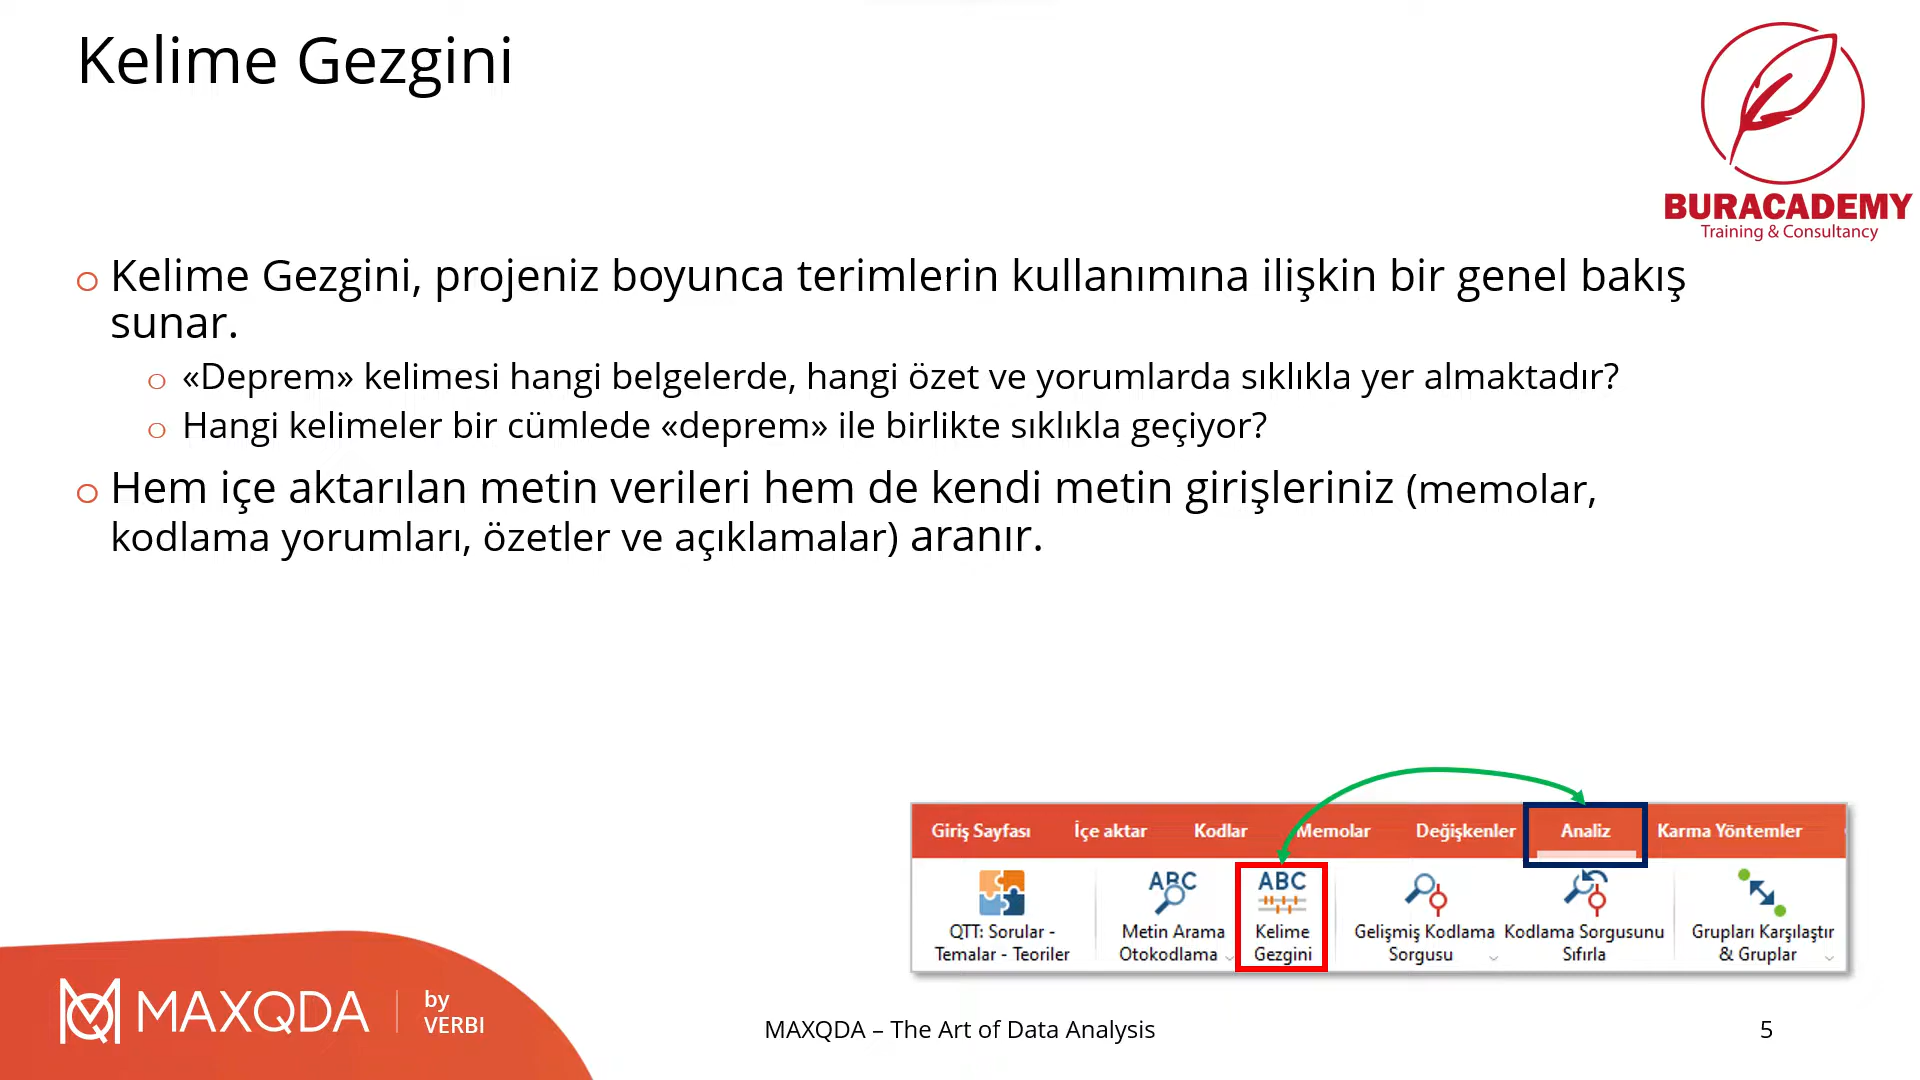 Kelime Gezgini
BURACADEMY
Training & Consultancy
o Kelime Gezgini, projeniz boyunca terimlerin kullanımına ilişkin bir genel bakış
sunar.
o «Deprem» kelimesi hangi belgelerde, hangi özet ve yorumlarda sıklıkla yer almaktadır?
o Hangi kelimeler bir cümlede «deprem» ile birlikte sıklıkla geçiyor?
o Hem içe aktarılan metin verileri hem de kendi metin girişleriniz (memolar,
kodlama yorumları, özetler ve açıklamalar) aranır.
Giriş Sayfası İçe aktar Kodlar Memolar Değişkenler Analiz Karma Yöntemler
ABC ABC
QTT: Sorular - Metin Arama Kelime Gelişmiş Kodlama Kodlama Sorgusunu Grupları Karşılaştır
Temalar - Teoriler Otokodlama Gezgini Sorgusu Sıfırla & Gruplar
MAXQDA
by
VERBI
MAXQDA – The Art of Data Analysis
5